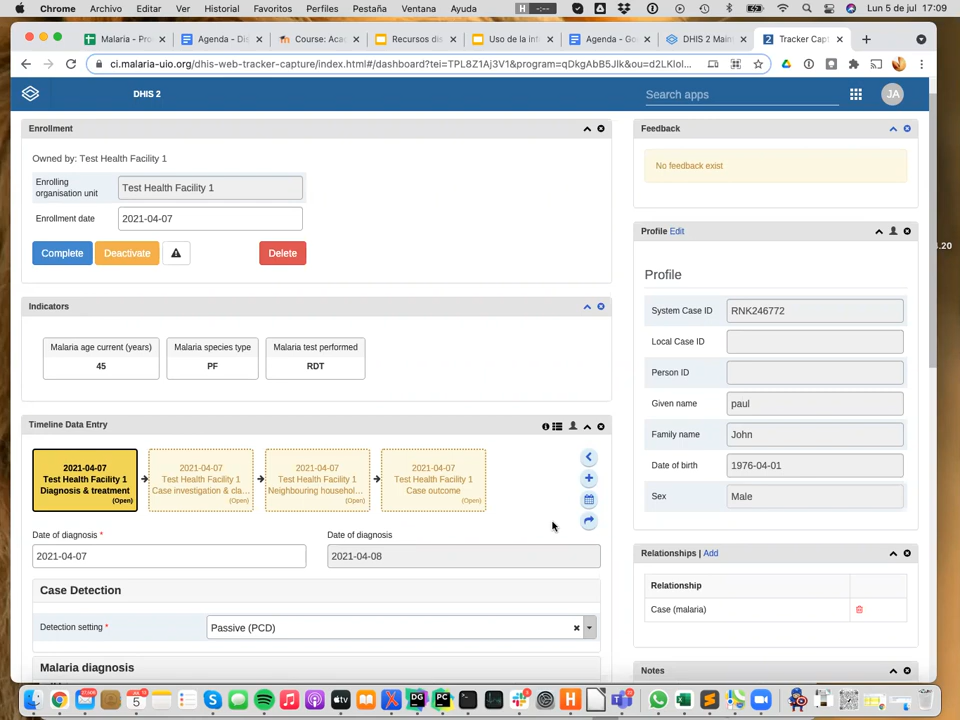 Chrome Archivo Editar Ver Historial Favoritos Perfiles Pestaña Ventana Ayuda H --:-- Lun 5 de jul 17:09
Malaria - Pro × Agenda - Di × Course: Aca × Recursos di × Uso de la in × Agenda - Go × DHIS 2 Main × 2 Tracker Capt × +
ci.malaria-uio.org/dhis-web-tracker-capture/index.html#/dashboard?tei=TPL8Z1Aj3V1&program=qDkgAbB5Jlk&ou=d2LKlol...
DHIS 2 Search apps JA
Enrollment
Owned by: Test Health Facility 1
Enrolling
organisation unit
Test Health Facility 1
Enrollment date 2021-04-07
Complete Deactivate Delete
Indicators
Malaria age current (years) Malaria species type Malaria test performed
45 PF RDT
Timeline Data Entry
2021-04-07
Test Health Facility 1
Diagnosis & treatment
(Open)
2021-04-07
Test Health Facility 1
Case investigation & cla...
(Open)
2021-04-07
Test Health Facility 1
Neighbouring househol...
(Open)
2021-04-07
Test Health Facility 1
Case outcome
(Open)
Date of diagnosis * Date of diagnosis
2021-04-07 2021-04-08
Case Detection
Detection setting * Passive (PCD)
Malaria diagnosis
Feedback
No feedback exist
Profile Edit
.20
Profile
System Case ID RNK246772
Local Case ID
Person ID
Given name paul
Family name John
Date of birth 1976-04-01
Sex Male
Relationships | Add
Relationship
Case (malaria)
Notes